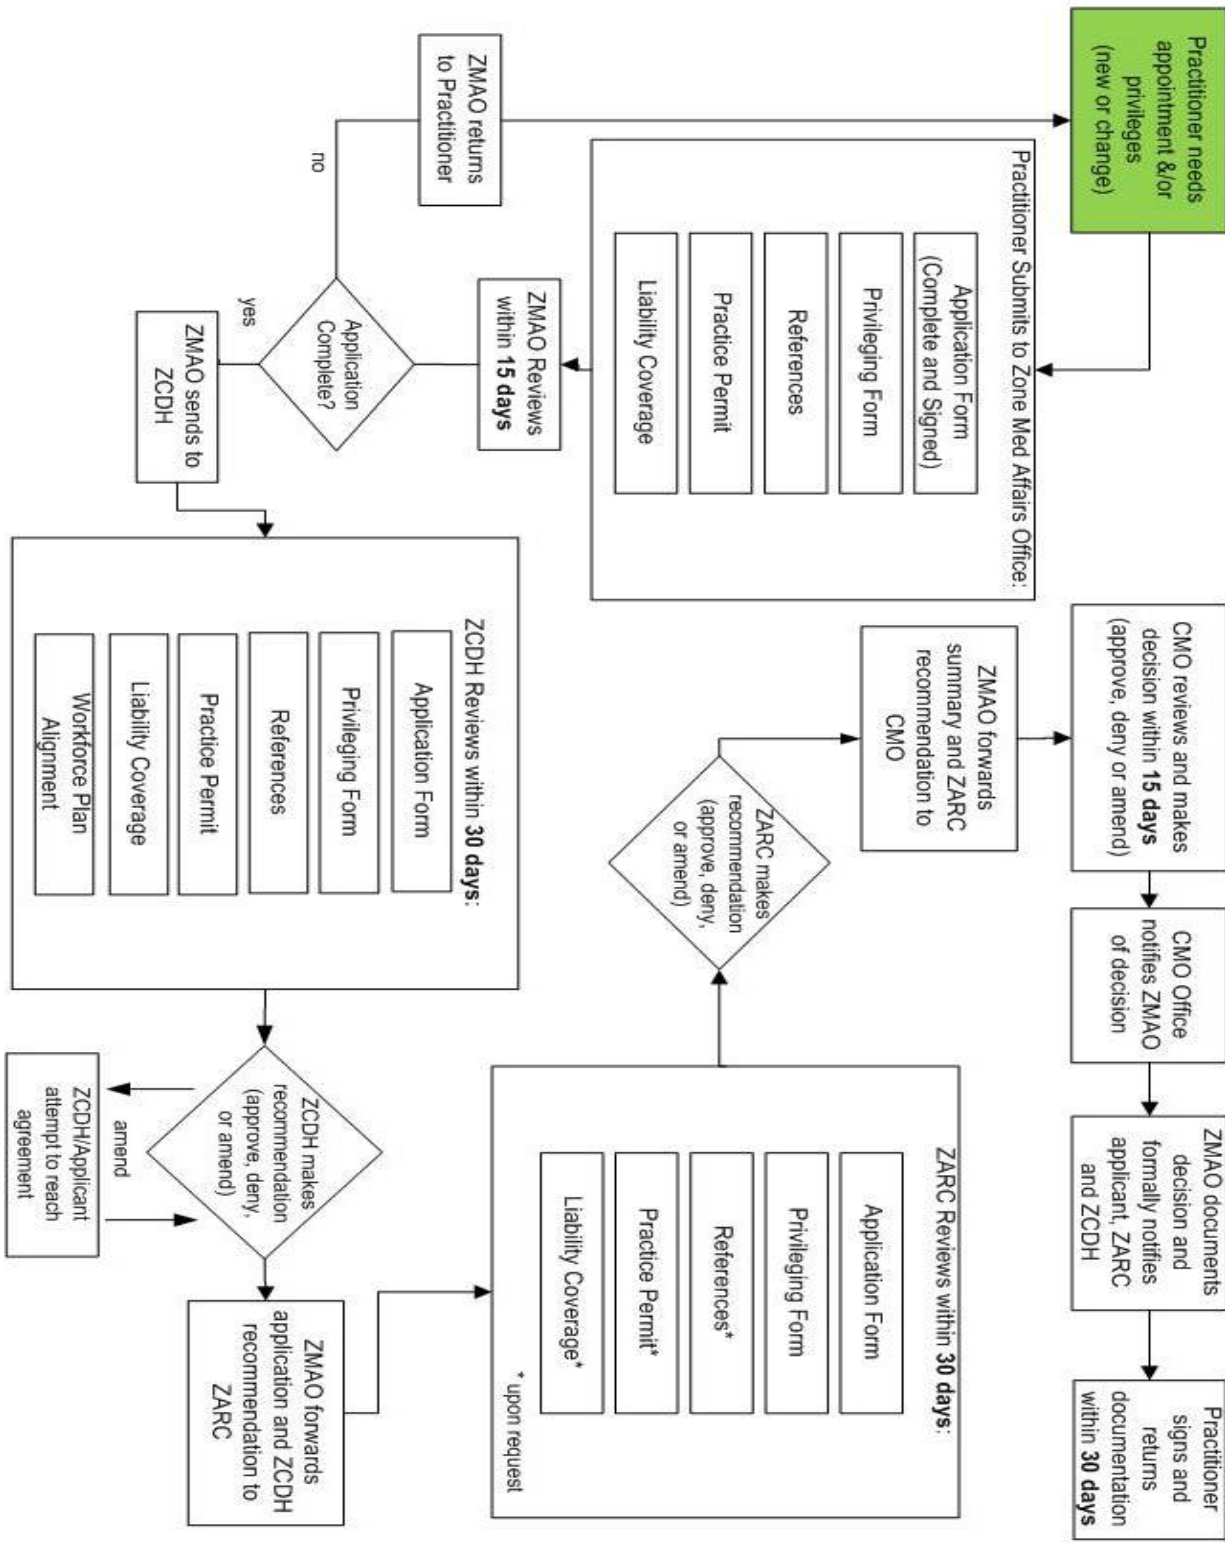 Practitioner needs
appointment &/or
privileges
(new or change)
Practitioner Submits to Zone Med Affairs Office:
Application Form
(Complete and Signed)
Privileging Form
References
Practice Permit
Liability Coverage
ZMAO Reviews
within 15 days
Application
Complete?
no
ZMAO returns
to Practitioner
yes
ZMAO sends to
ZCDH
ZCDH Reviews within 30 days:
Application Form
Privileging Form
References
Practice Permit
Liability Coverage
Workforce Plan
Alignment
ZCDH makes
recommendation
(approve, deny,
or amend)
amend
ZCDH/Applicant
attempt to reach
agreement
ZMAO forwards
application and ZCDH
recommendation to
ZARC
ZARC Reviews within 30 days:
Application Form
Privileging Form
References*
Practice Permit*
Liability Coverage*
* upon request
ZARC makes
recommendation
(approve, deny,
or amend)
ZMAO forwards
summary and ZARC
recommendation to
CMO
CMO reviews and makes
decision within 15 days
(approve, deny or amend)
CMO Office
notifies ZMAO
of decision
ZMAO documents
decision and
formally notifies
applicant, ZARC
and ZCDH
Practitioner
signs and
returns
documentation
within 30 days